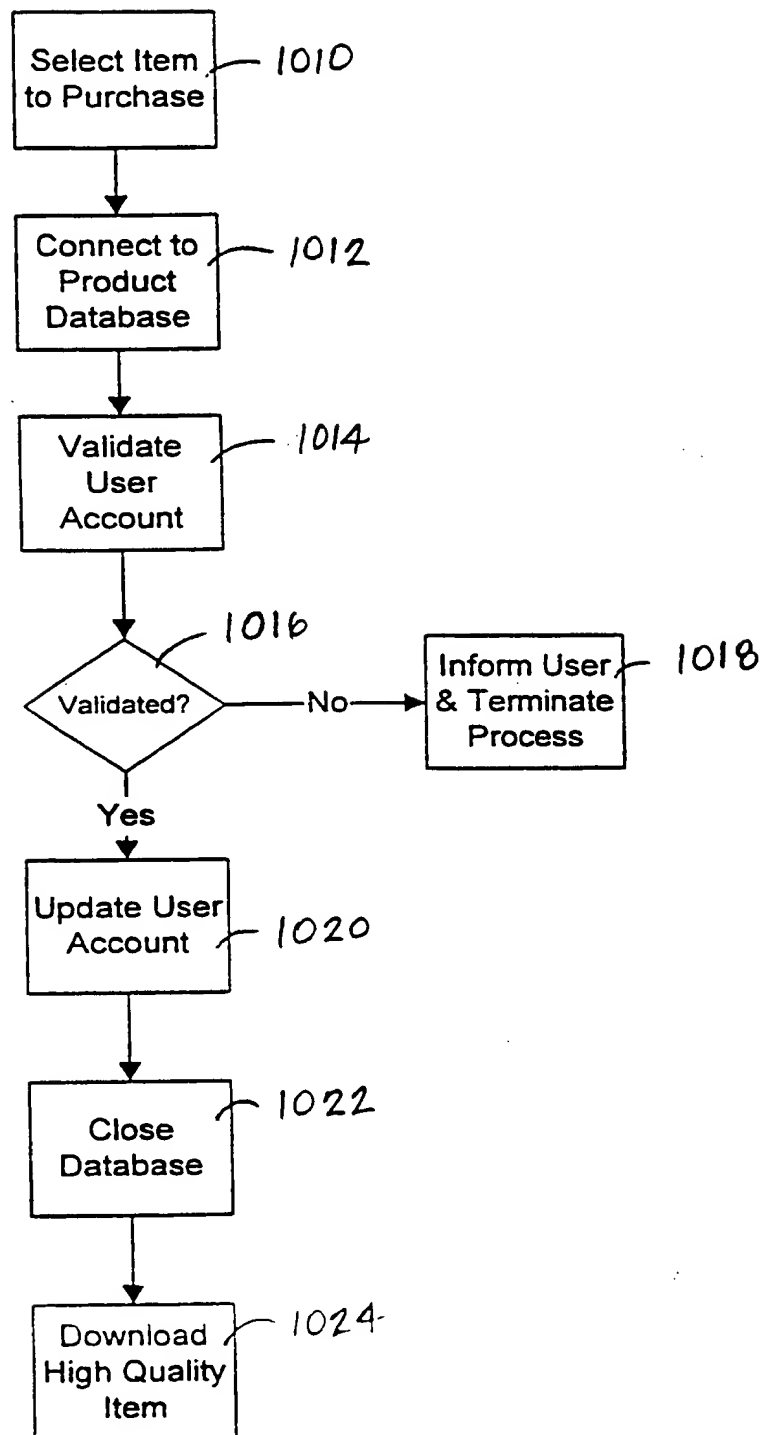 Select Item
to Purchase
1010
Connect to
Product
Database
1012
Validate
User
Account
1014
Validated?
1016
No
Inform User
& Terminate
Process
1018
Yes
Update User
Account
1020
Close
Database
1022
Download
High Quality
Item
1024